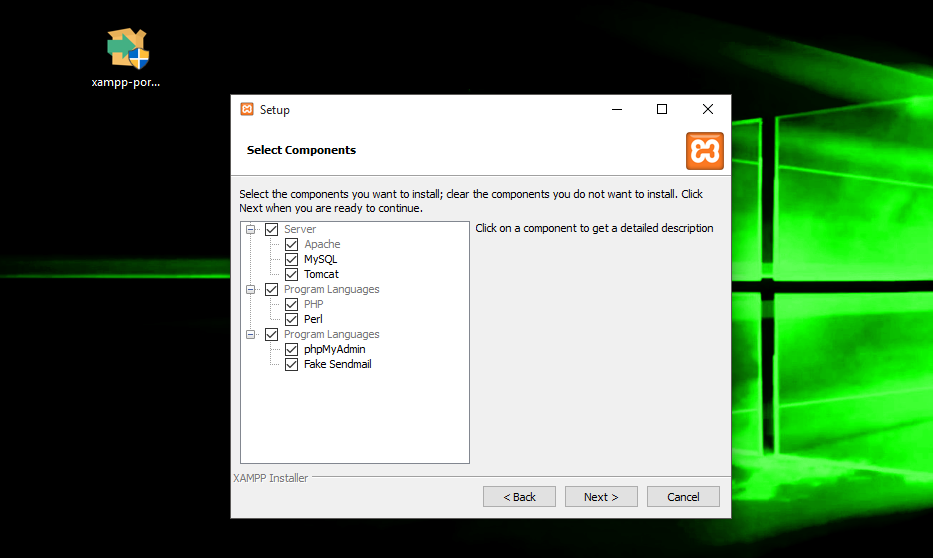 xampp-por...
Setup
Select Components
Select the components you want to install; clear the components you do not want to install. Click
Next when you are ready to continue.
Server
Apache
MySQL
Tomcat
Program Languages
PHP
Perl
Program Languages
phpMyAdmin
Fake Sendmail
Click on a component to get a detailed description
XAMPP Installer
< Back
Next >
Cancel